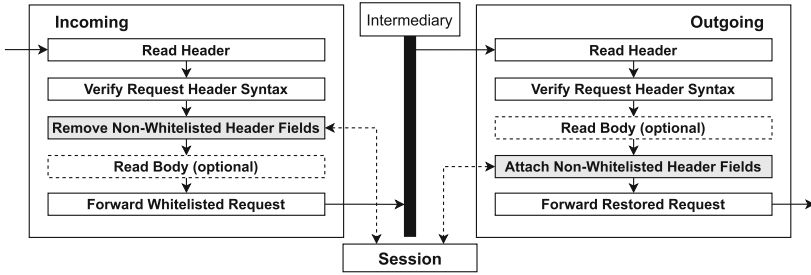 Incoming
Read Header
Verify Request Header Syntax
Remove Non-Whitelisted Header Fields
Read Body (optional)
Forward Whitelisted Request
Intermediary
Session
Outgoing
Read Header
Verify Request Header Syntax
Read Body (optional)
Attach Non-Whitelisted Header Fields
Forward Restored Request